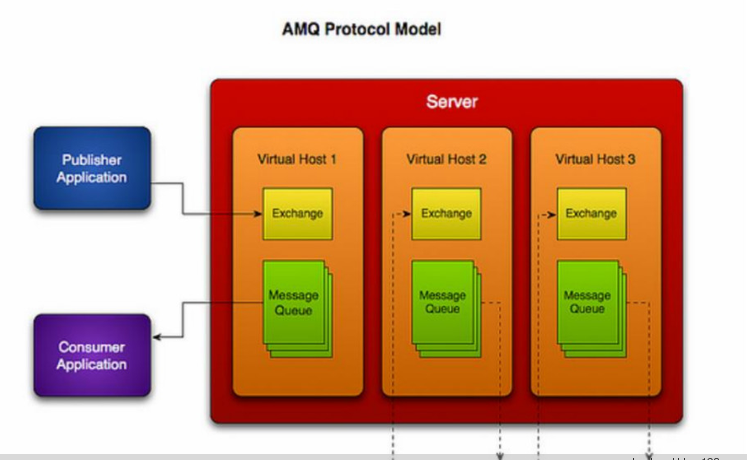 AMQ Protocol Model
Server
Publisher
Application
Virtual Host 1
Virtual Host 2
Virtual Host 3
Exchange
Exchange
Exchange
Message
Queue
Message
Queue
Message
Queue
Consumer
Application